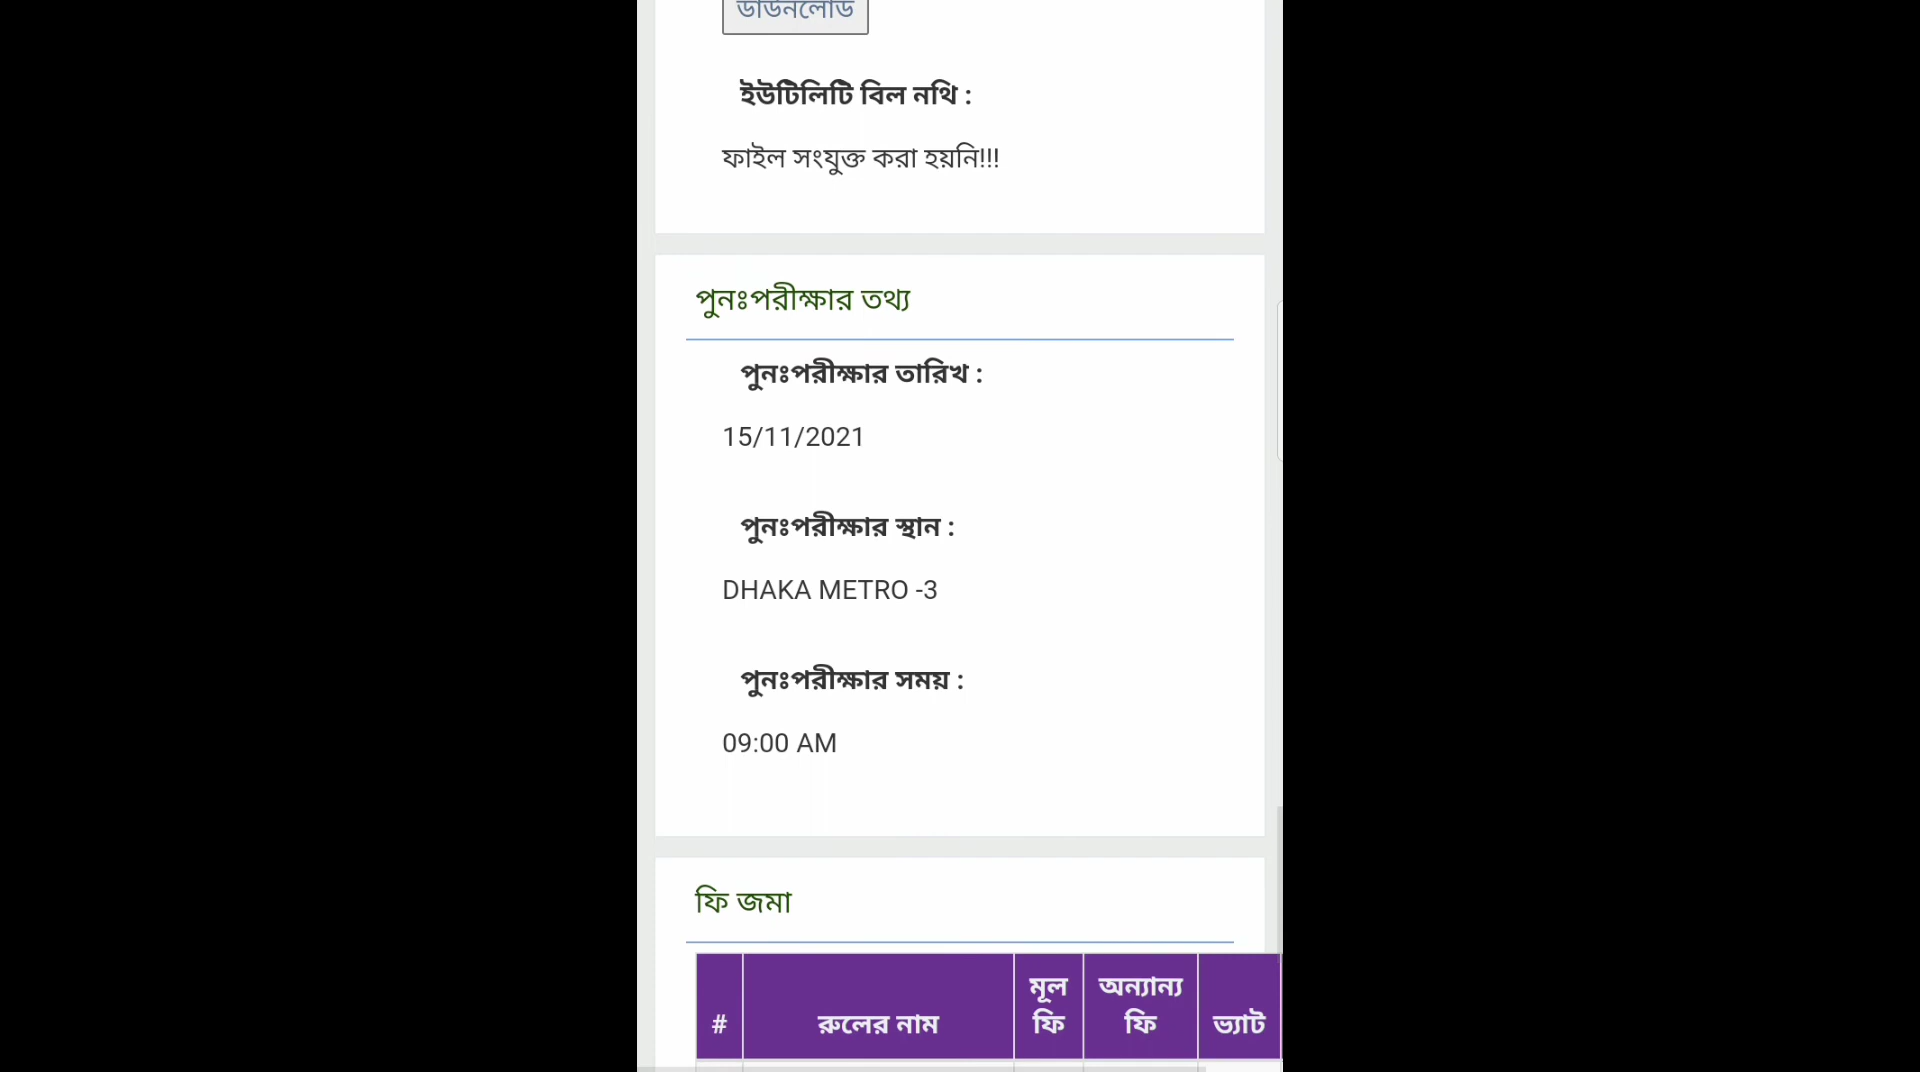 ডাউনলোড
ইউটিলিটি বিল নথি :
ফাইল সংযুক্ত করা হয়নি!!!
পুনঃপরীক্ষার তথ্য
পুনঃপরীক্ষার তারিখ :
15/11/2021
পুনঃপরীক্ষার স্থান :
DHAKA METRO -3
পুনঃপরীক্ষার সময় :
09:00 AM
ফি জমা
# রুলের নাম মূল ফি অন্যান্য ফি ভ্যাট